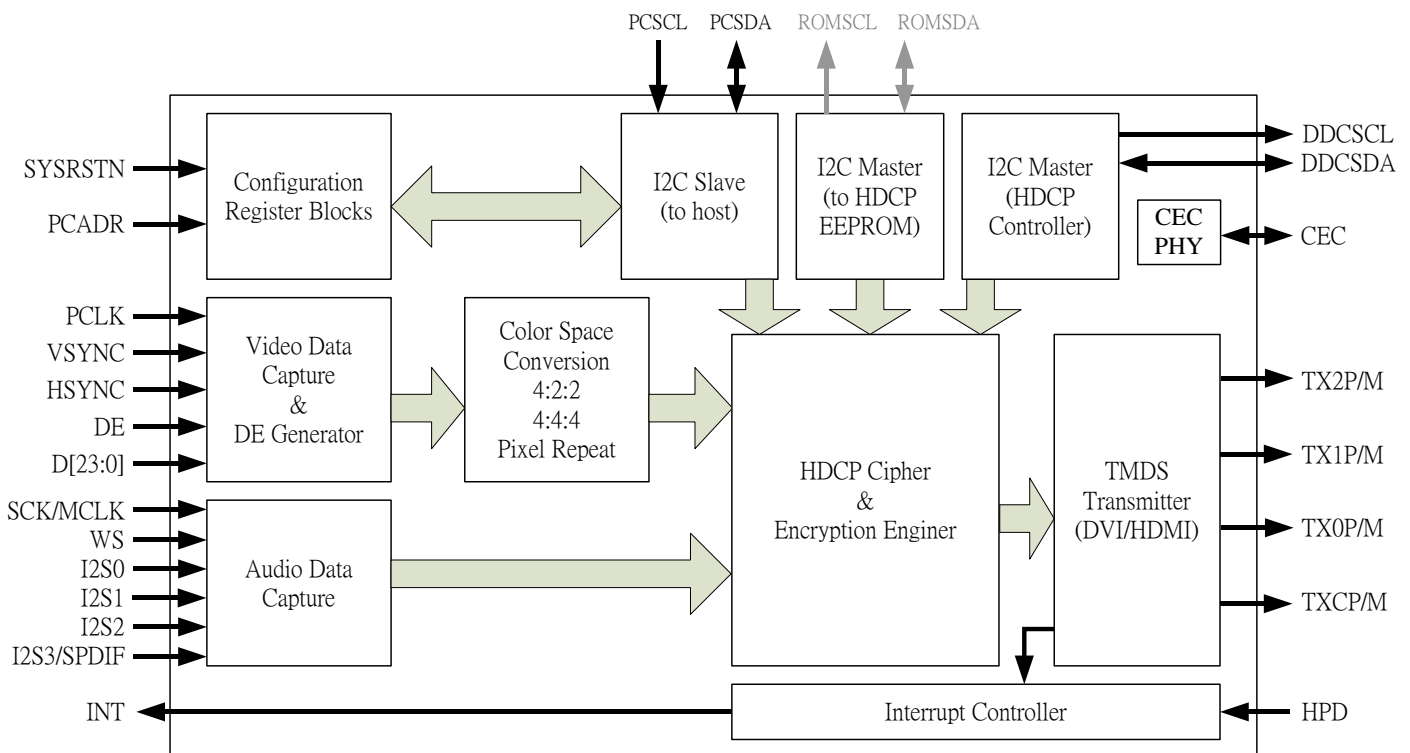 PCSCL
PCSDA
ROMSCL
ROMSDA
SYSRSTN
PCADR
Configuration
Register Blocks
I2C Slave
(to host)
I2C Master
(to HDCP
EEPROM)
I2C Master
(HDCP
Controller)
DDCSCL
DDCSDA
CEC
PHY
CEC
PCLK
VSYNC
HSYNC
DE
D[23:0]
Video Data
Capture
&
DE Generator
Color Space
Conversion
4:2:2
4:4:4
Pixel Repeat
HDCP Cipher
&
Encryption Enginer
TMDS
Transmitter
(DVI/HDMI)
TX2P/M
TX1P/M
TX0P/M
TXCP/M
SCK/MCLK
WS
I2S0
I2S1
I2S2
I2S3/SPDIF
Audio Data
Capture
INT
Interrupt Controller
HPD